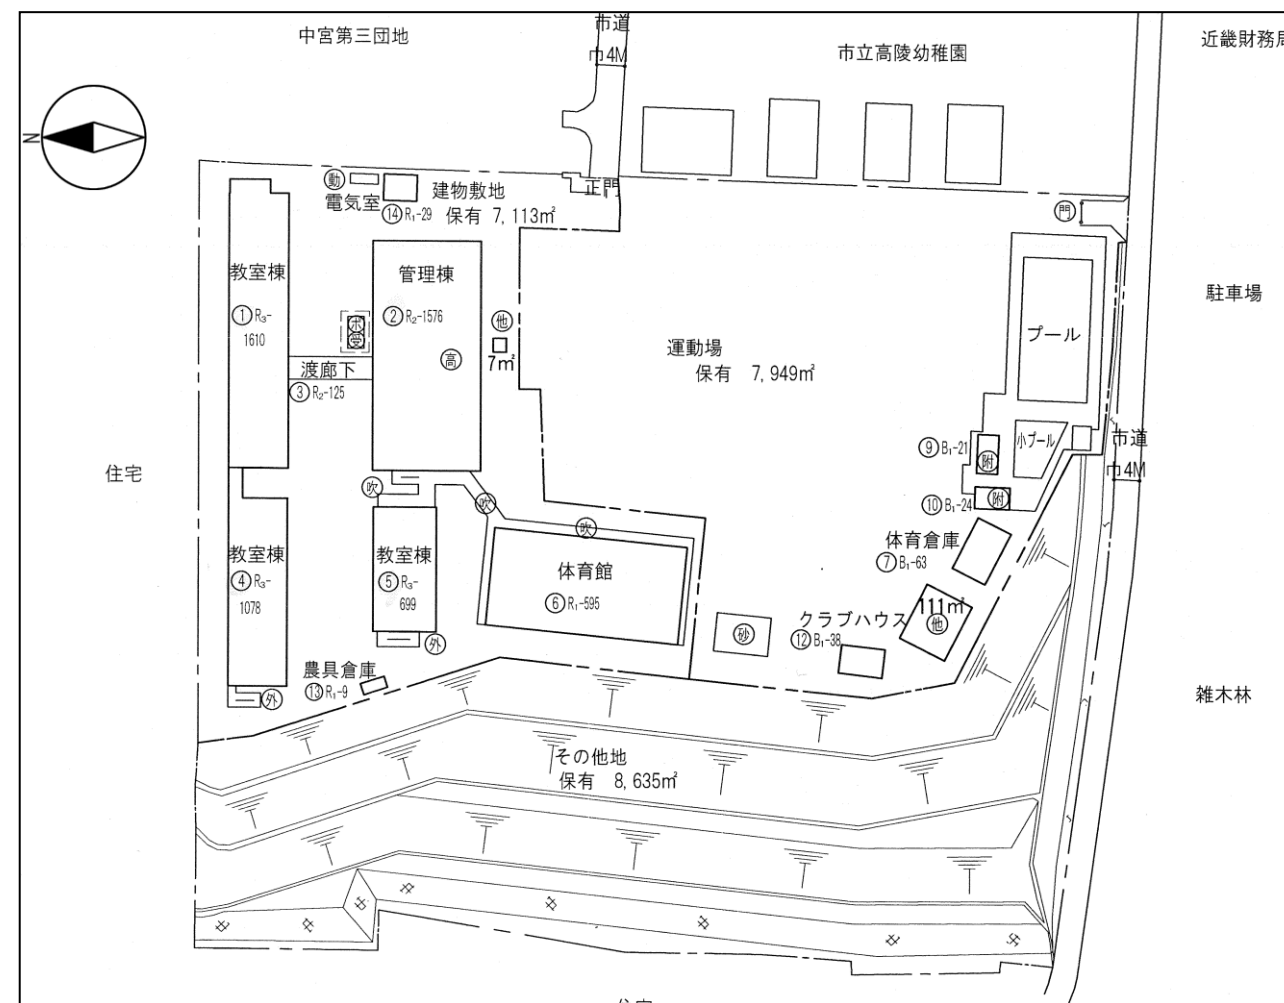 中宮第三団地
市道
巾4M
市立高陵幼稚園
近畿財務局
N
動
電気室
⑭R₁-29
建物敷地
保有 7,113㎡
正門
門
教室棟
①R₃-
1610
管理棟
②R₂-1576
高
ポ
受
他
7㎡
渡廊下
③R₂-125
運動場
保有 7,949㎡
プール
駐車場
小プール
⑨B₁-21
附
⑩B₁-24
附
市道
巾4M
住宅
吹
吹
吹
教室棟
④R₃-
1078
教室棟
⑤R₃-
699
体育館
⑥R₁-595
体育倉庫
⑦B₁-63
111㎡
他
クラブハウス
⑫B₁-38
砂
外
外
農具倉庫
⑬R₁-9
雑木林
その他地
保有 8,635㎡